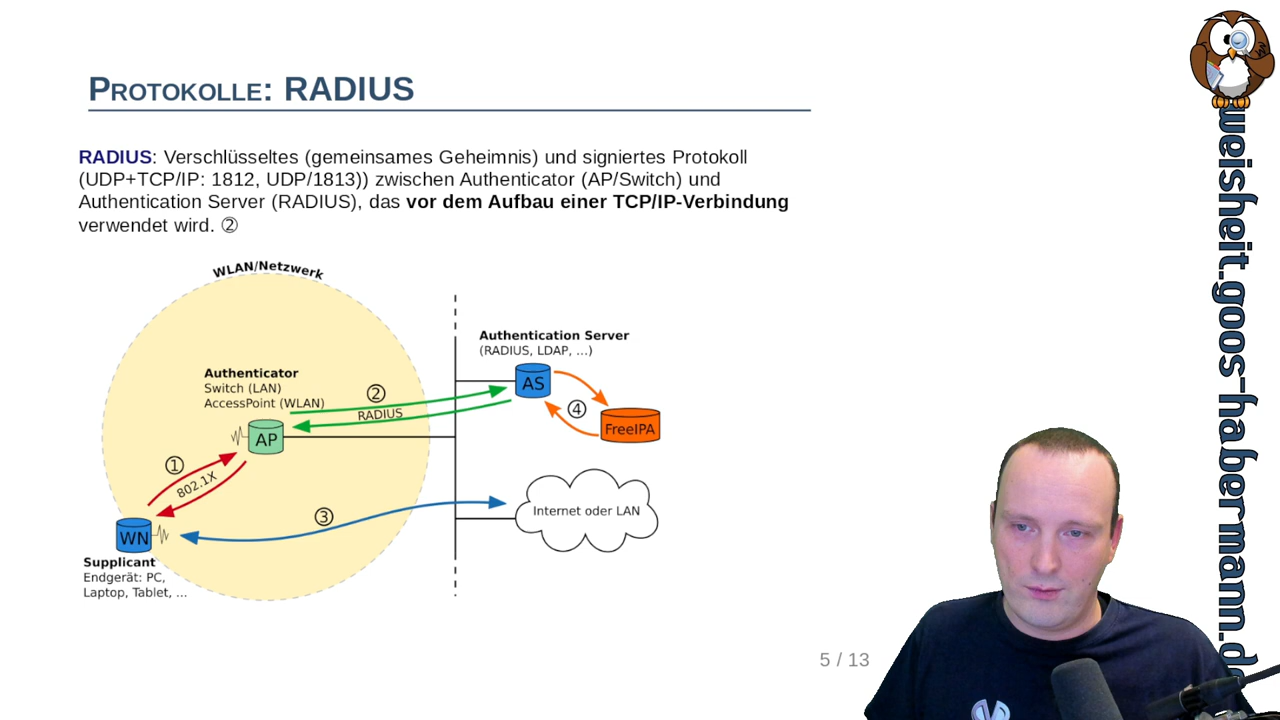 PROTOKOLLE: RADIUS
RADIUS: Verschlüsseltes (gemeinsames Geheimnis) und signiertes Protokoll
(UDP+TCP/IP: 1812, UDP/1813)) zwischen Authenticator (AP/Switch) und
Authentication Server (RADIUS), das vor dem Aufbau einer TCP/IP-Verbindung
verwendet wird. ②
WLAN/Netzwerk
Authentication Server
(RADIUS, LDAP, ...)
Authenticator
Switch (LAN)
AccessPoint (WLAN)
②
RADIUS
AS
④
FreeIPA
AP
①
802.1X
③
Internet oder LAN
WN
Supplicant
Endgerät: PC,
Laptop, Tablet, ...
5 / 13
weisheit.goos-habermann.de